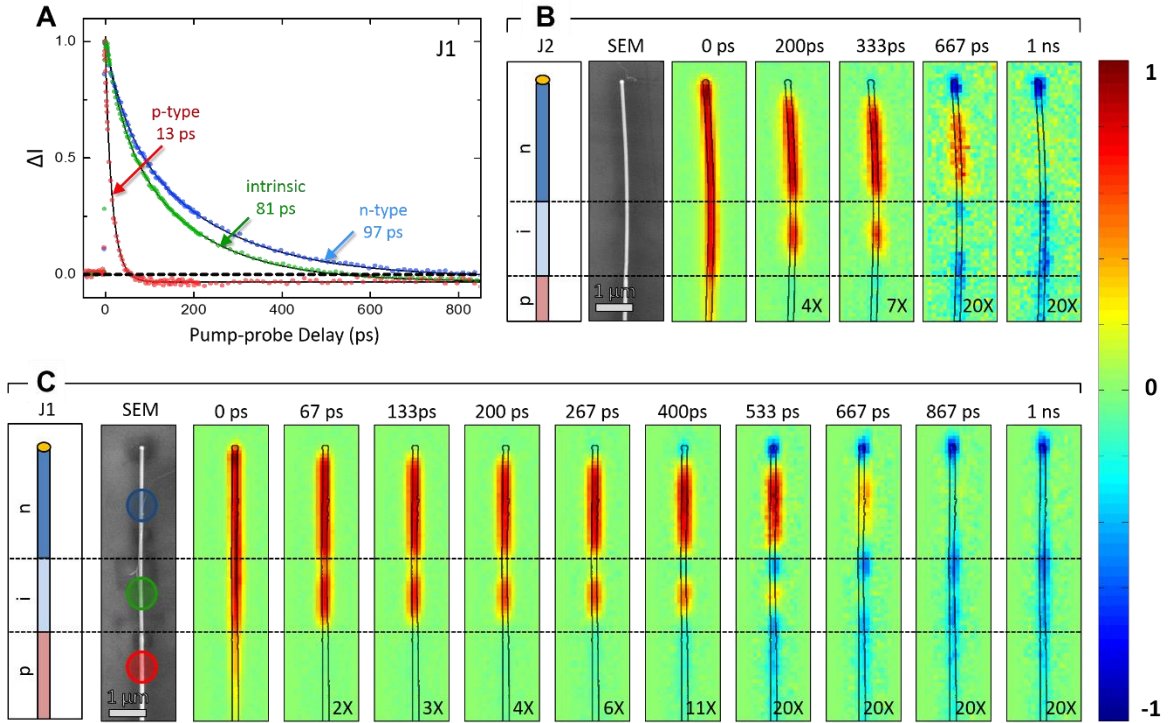 A
J1
1.0
p-type
13 ps
ΔI
0.5
intrinsic
81 ps
n-type
97 ps
0.0
0 200 400 600 800
Pump-probe Delay (ps)
B
J2 SEM 0 ps 200ps 333ps 667 ps 1 ns
n
i
p
1 μm
4X 7X 20X 20X
1
0
-1
C
J1 SEM 0 ps 67 ps 133ps 200 ps 267 ps 400ps 533 ps 667 ps 867 ps 1 ns
n
i
p
1 μm
2X 3X 4X 6X 11X 20X 20X 20X 20X